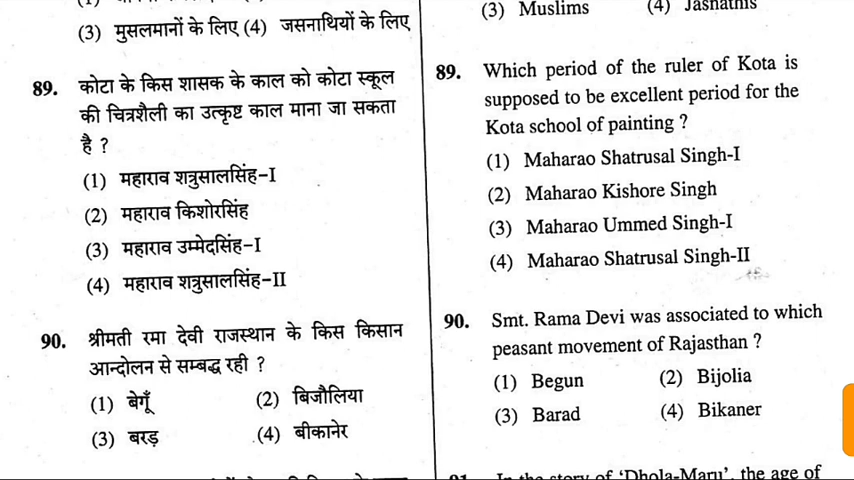 (3) मुसलमानों के लिए (4) जसनाथियों के लिए
89. कोटा के किस शासक के काल को कोटा स्कूल
की चित्रशैली का उत्कृष्ट काल माना जा सकता
है ?
(1) महाराव शत्रुसालसिंह-I
(2) महाराव किशोरसिंह
(3) महाराव उम्मेदसिंह-I
(4) महाराव शत्रुसालसिंह-II
90. श्रीमती रमा देवी राजस्थान के किस किसान
आन्दोलन से सम्बद्ध रही ?
(1) बेगूँ (2) बिजौलिया
(3) बरड़ (4) बीकानेर
(3) Muslims (4) Jasnathis
89. Which period of the ruler of Kota is
supposed to be excellent period for the
Kota school of painting ?
(1) Maharao Shatrusal Singh-I
(2) Maharao Kishore Singh
(3) Maharao Ummed Singh-I
(4) Maharao Shatrusal Singh-II
90. Smt. Rama Devi was associated to which
peasant movement of Rajasthan ?
(1) Begun (2) Bijolia
(3) Barad (4) Bikaner
91. In the story of ‘Dhola-Maru’, the age of